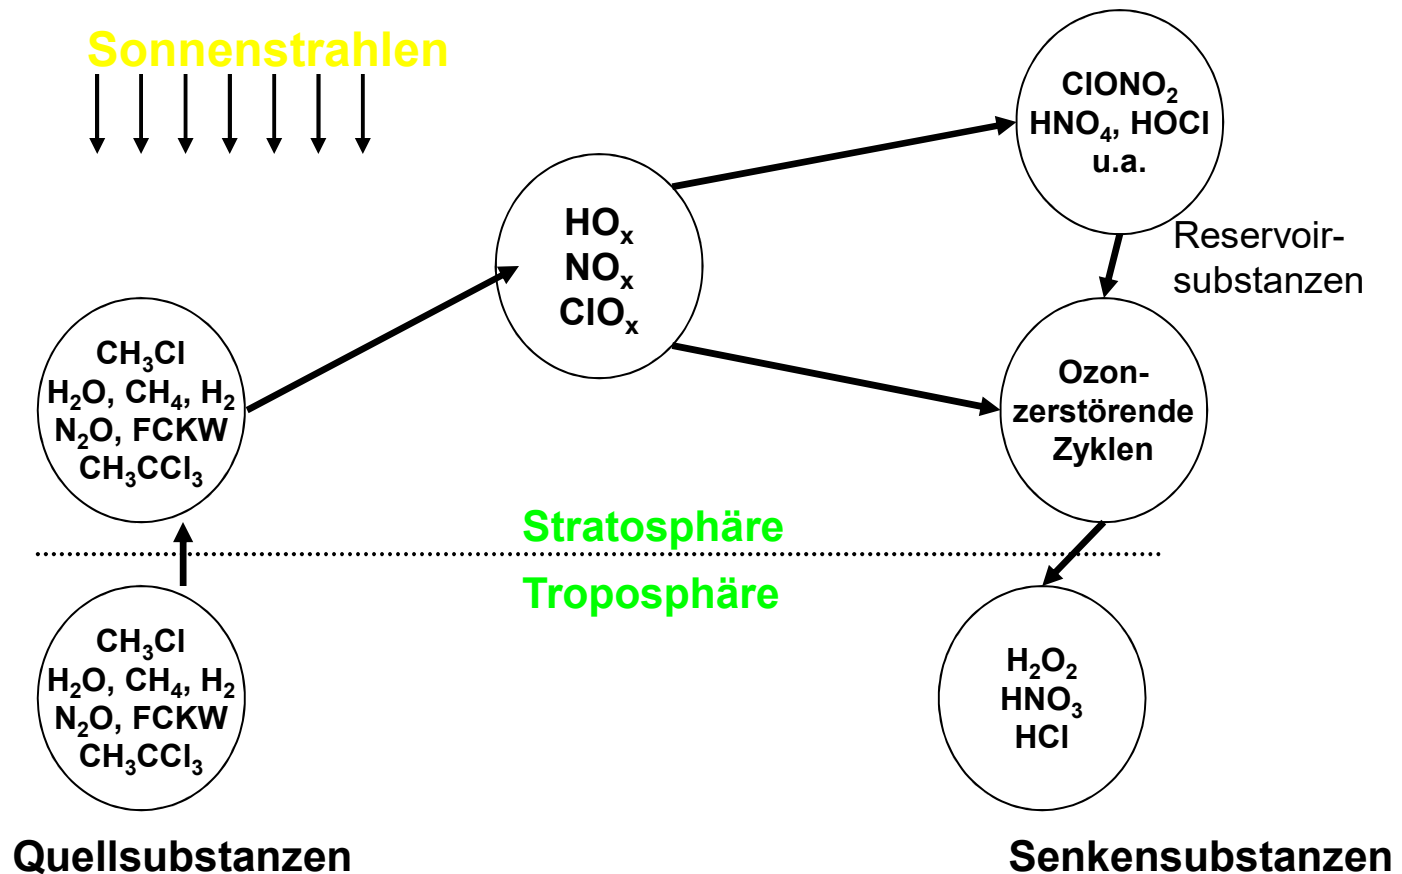 Sonnenstrahlen
ClONO₂
HNO₄, HOCl
u.a.
HOₓ
NOₓ
ClOₓ
Reservoir-
substanzen
CH₃Cl
H₂O, CH₄, H₂
N₂O, FCKW
CH₃CCl₃
Ozon-
zerstörende
Zyklen
Stratosphäre
Troposphäre
CH₃Cl
H₂O, CH₄, H₂
N₂O, FCKW
CH₃CCl₃
H₂O₂
HNO₃
HCl
Quellsubstanzen
Senkensubstanzen